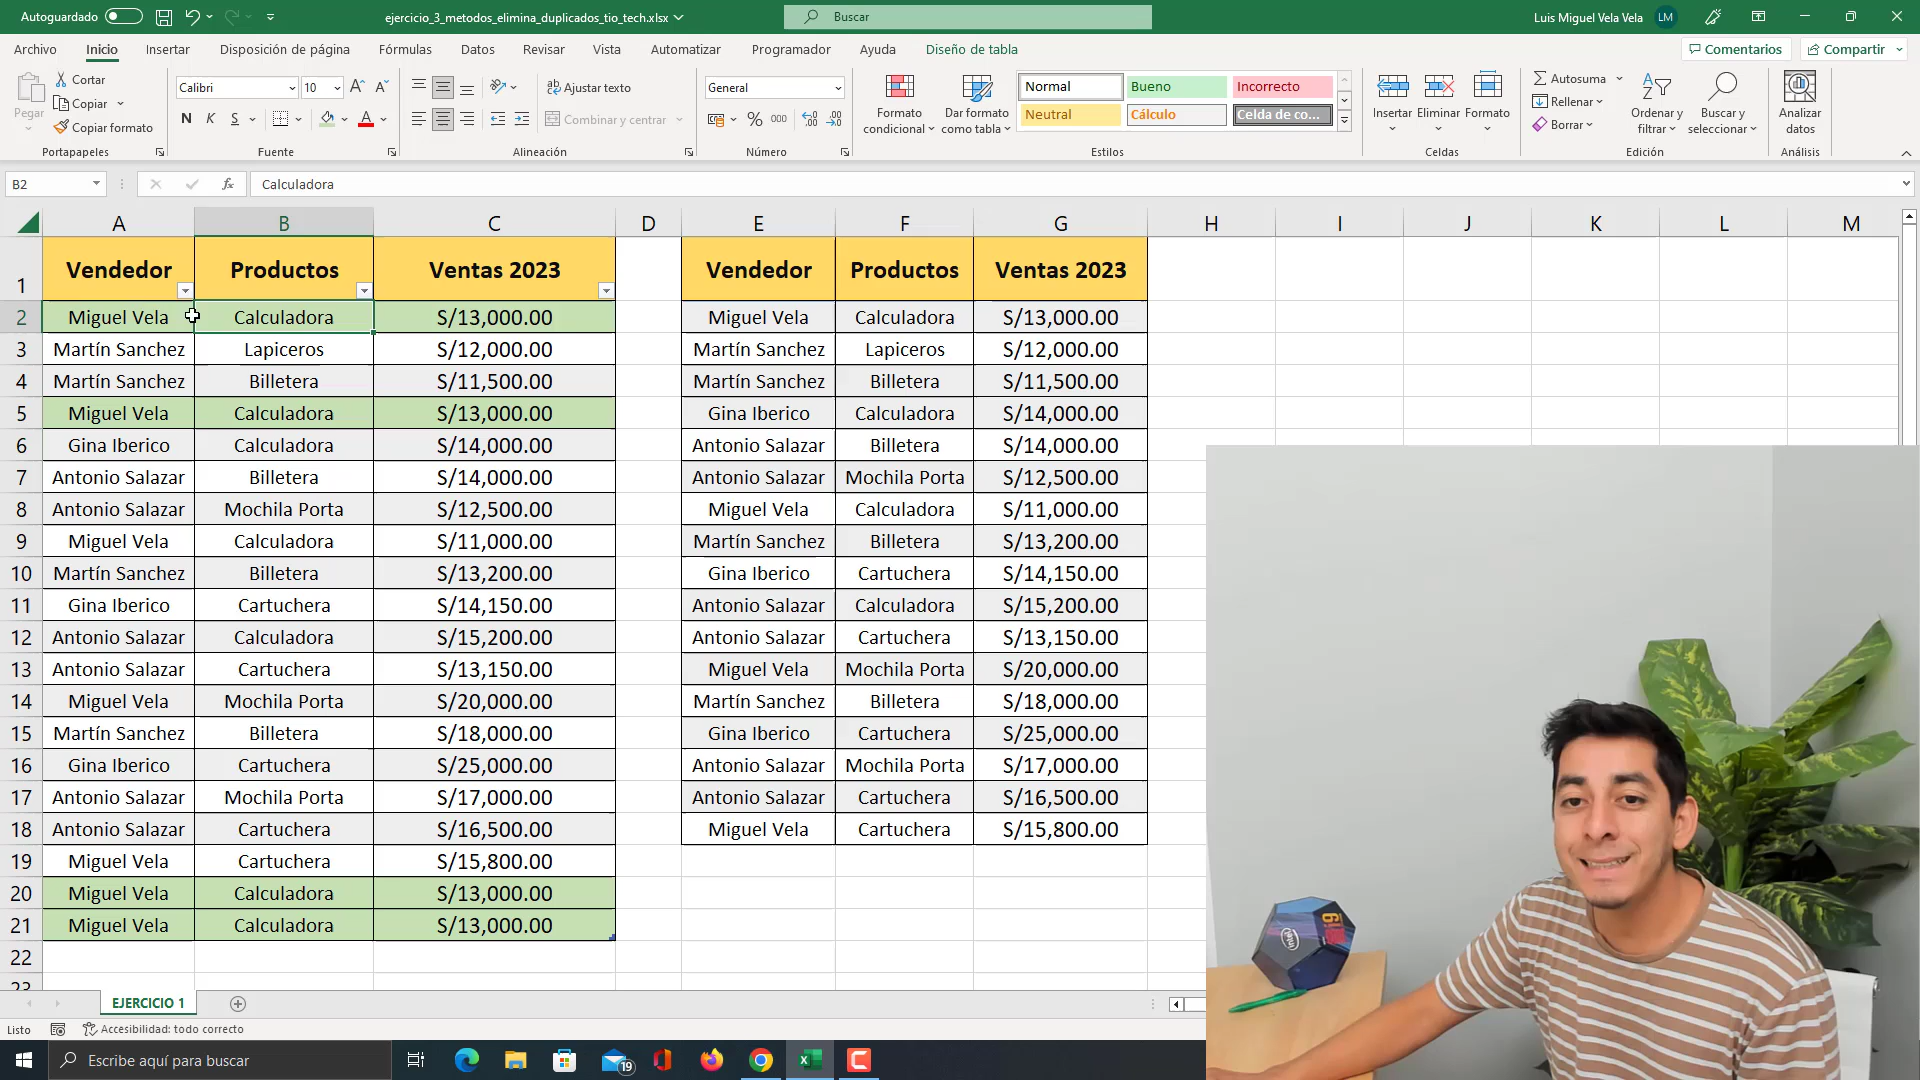 Autoguardado
ejercicio_3_metodos_elimina_duplicados_tio_tech.xlsx
Buscar
Luis Miguel Vela Vela
LM
Archivo Inicio Insertar Disposición de página Fórmulas Datos Revisar Vista Automatizar Programador Ayuda Diseño de tabla
Comentarios
Compartir
Pegar
Cortar
Copiar
Copiar formato
Portapapeles
Calibri 10
N K S
Fuente
Ajustar texto
Combinar y centrar
Alineación
General
% 000
Número
Formato condicional
Dar formato como tabla
Normal Bueno Incorrecto
Neutral Cálculo Celda de co...
Estilos
Insertar Eliminar Formato
Celdas
Autosuma
Rellenar
Borrar
Ordenar y filtrar
Buscar y seleccionar
Edición
Analizar datos
Análisis
B2 fx Calculadora
A B C D E F G H I J K L M
1 Vendedor Productos Ventas 2023 Vendedor Productos Ventas 2023
2 Miguel Vela Calculadora S/13,000.00 Miguel Vela Calculadora S/13,000.00
3 Martín Sanchez Lapiceros S/12,000.00 Martín Sanchez Lapiceros S/12,000.00
4 Martín Sanchez Billetera S/11,500.00 Martín Sanchez Billetera S/11,500.00
5 Miguel Vela Calculadora S/13,000.00 Gina Iberico Calculadora S/14,000.00
6 Gina Iberico Calculadora S/14,000.00 Antonio Salazar Billetera S/14,000.00
7 Antonio Salazar Billetera S/14,000.00 Antonio Salazar Mochila Porta S/12,500.00
8 Antonio Salazar Mochila Porta S/12,500.00 Miguel Vela Calculadora S/11,000.00
9 Miguel Vela Calculadora S/11,000.00 Martín Sanchez Billetera S/13,200.00
10 Martín Sanchez Billetera S/13,200.00 Gina Iberico Cartuchera S/14,150.00
11 Gina Iberico Cartuchera S/14,150.00 Antonio Salazar Calculadora S/15,200.00
12 Antonio Salazar Calculadora S/15,200.00 Antonio Salazar Cartuchera S/13,150.00
13 Antonio Salazar Cartuchera S/13,150.00 Miguel Vela Mochila Porta S/20,000.00
14 Miguel Vela Mochila Porta S/20,000.00 Martín Sanchez Billetera S/18,000.00
15 Martín Sanchez Billetera S/18,000.00 Gina Iberico Cartuchera S/25,000.00
16 Gina Iberico Cartuchera S/25,000.00 Antonio Salazar Mochila Porta S/17,000.00
17 Antonio Salazar Mochila Porta S/17,000.00 Antonio Salazar Cartuchera S/16,500.00
18 Antonio Salazar Cartuchera S/16,500.00 Miguel Vela Cartuchera S/15,800.00
19 Miguel Vela Cartuchera S/15,800.00
20 Miguel Vela Calculadora S/13,000.00
21 Miguel Vela Calculadora S/13,000.00
22
23
EJERCICIO 1
Listo
Accesibilidad: todo correcto
Escribe aquí para buscar
19
intel
i9